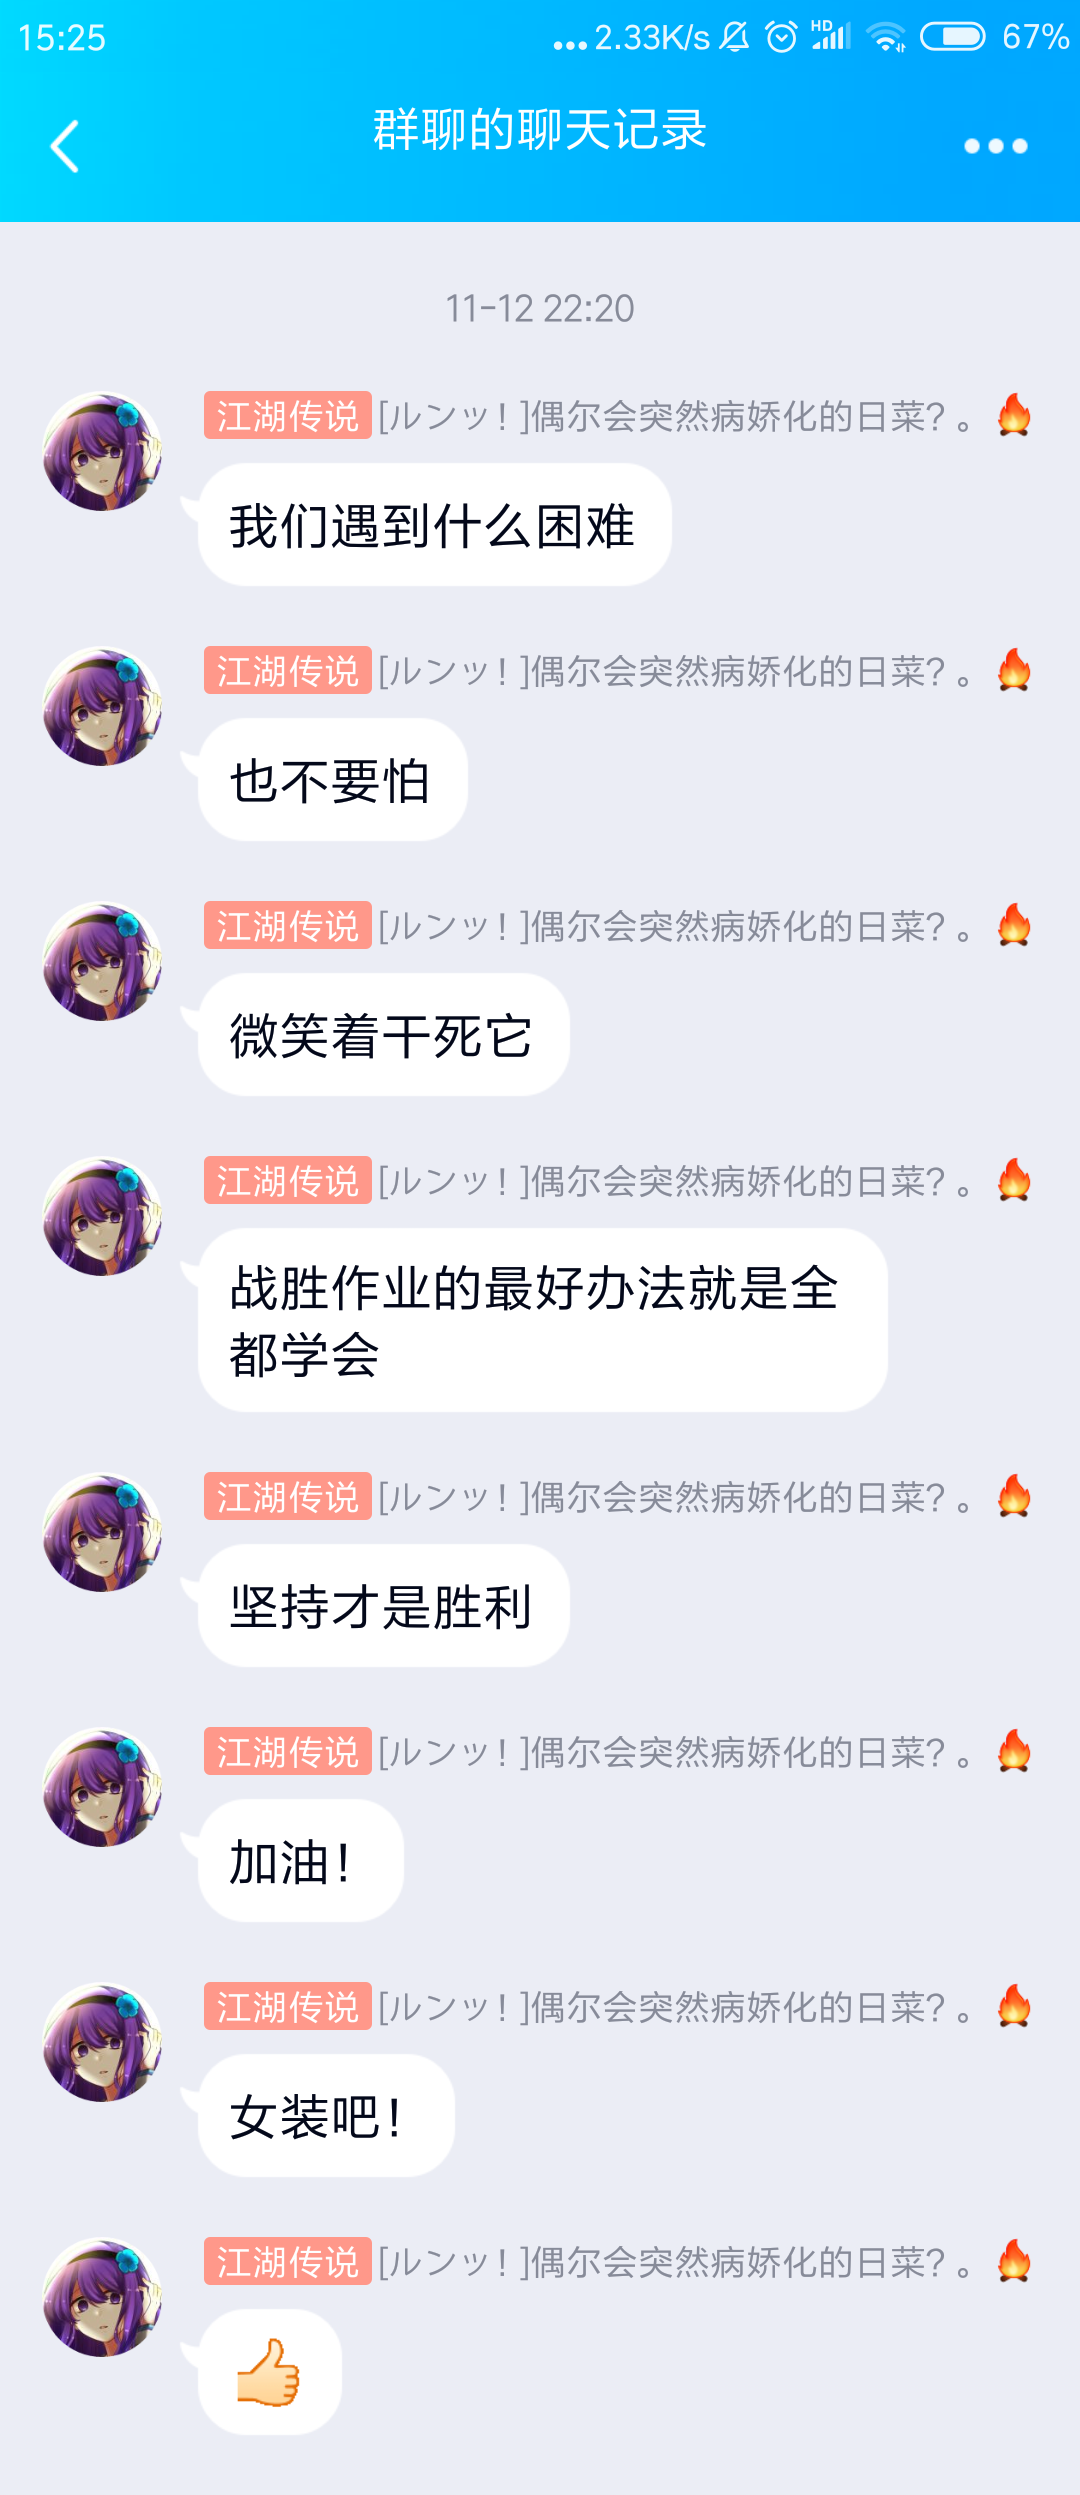 15:25 ...2.33K/s HD 67%
群聊的聊天记录
11-12 22:20
江湖传说 [ルンッ！]偶尔会突然病娇化的日菜？。🔥
我们遇到什么困难
江湖传说 [ルンッ！]偶尔会突然病娇化的日菜？。🔥
也不要怕
江湖传说 [ルンッ！]偶尔会突然病娇化的日菜？。🔥
微笑着干死它
江湖传说 [ルンッ！]偶尔会突然病娇化的日菜？。🔥
战胜作业的最好办法就是全
都学会
江湖传说 [ルンッ！]偶尔会突然病娇化的日菜？。🔥
坚持才是胜利
江湖传说 [ルンッ！]偶尔会突然病娇化的日菜？。🔥
加油！
江湖传说 [ルンッ！]偶尔会突然病娇化的日菜？。🔥
女装吧！
江湖传说 [ルンッ！]偶尔会突然病娇化的日菜？。🔥
👍